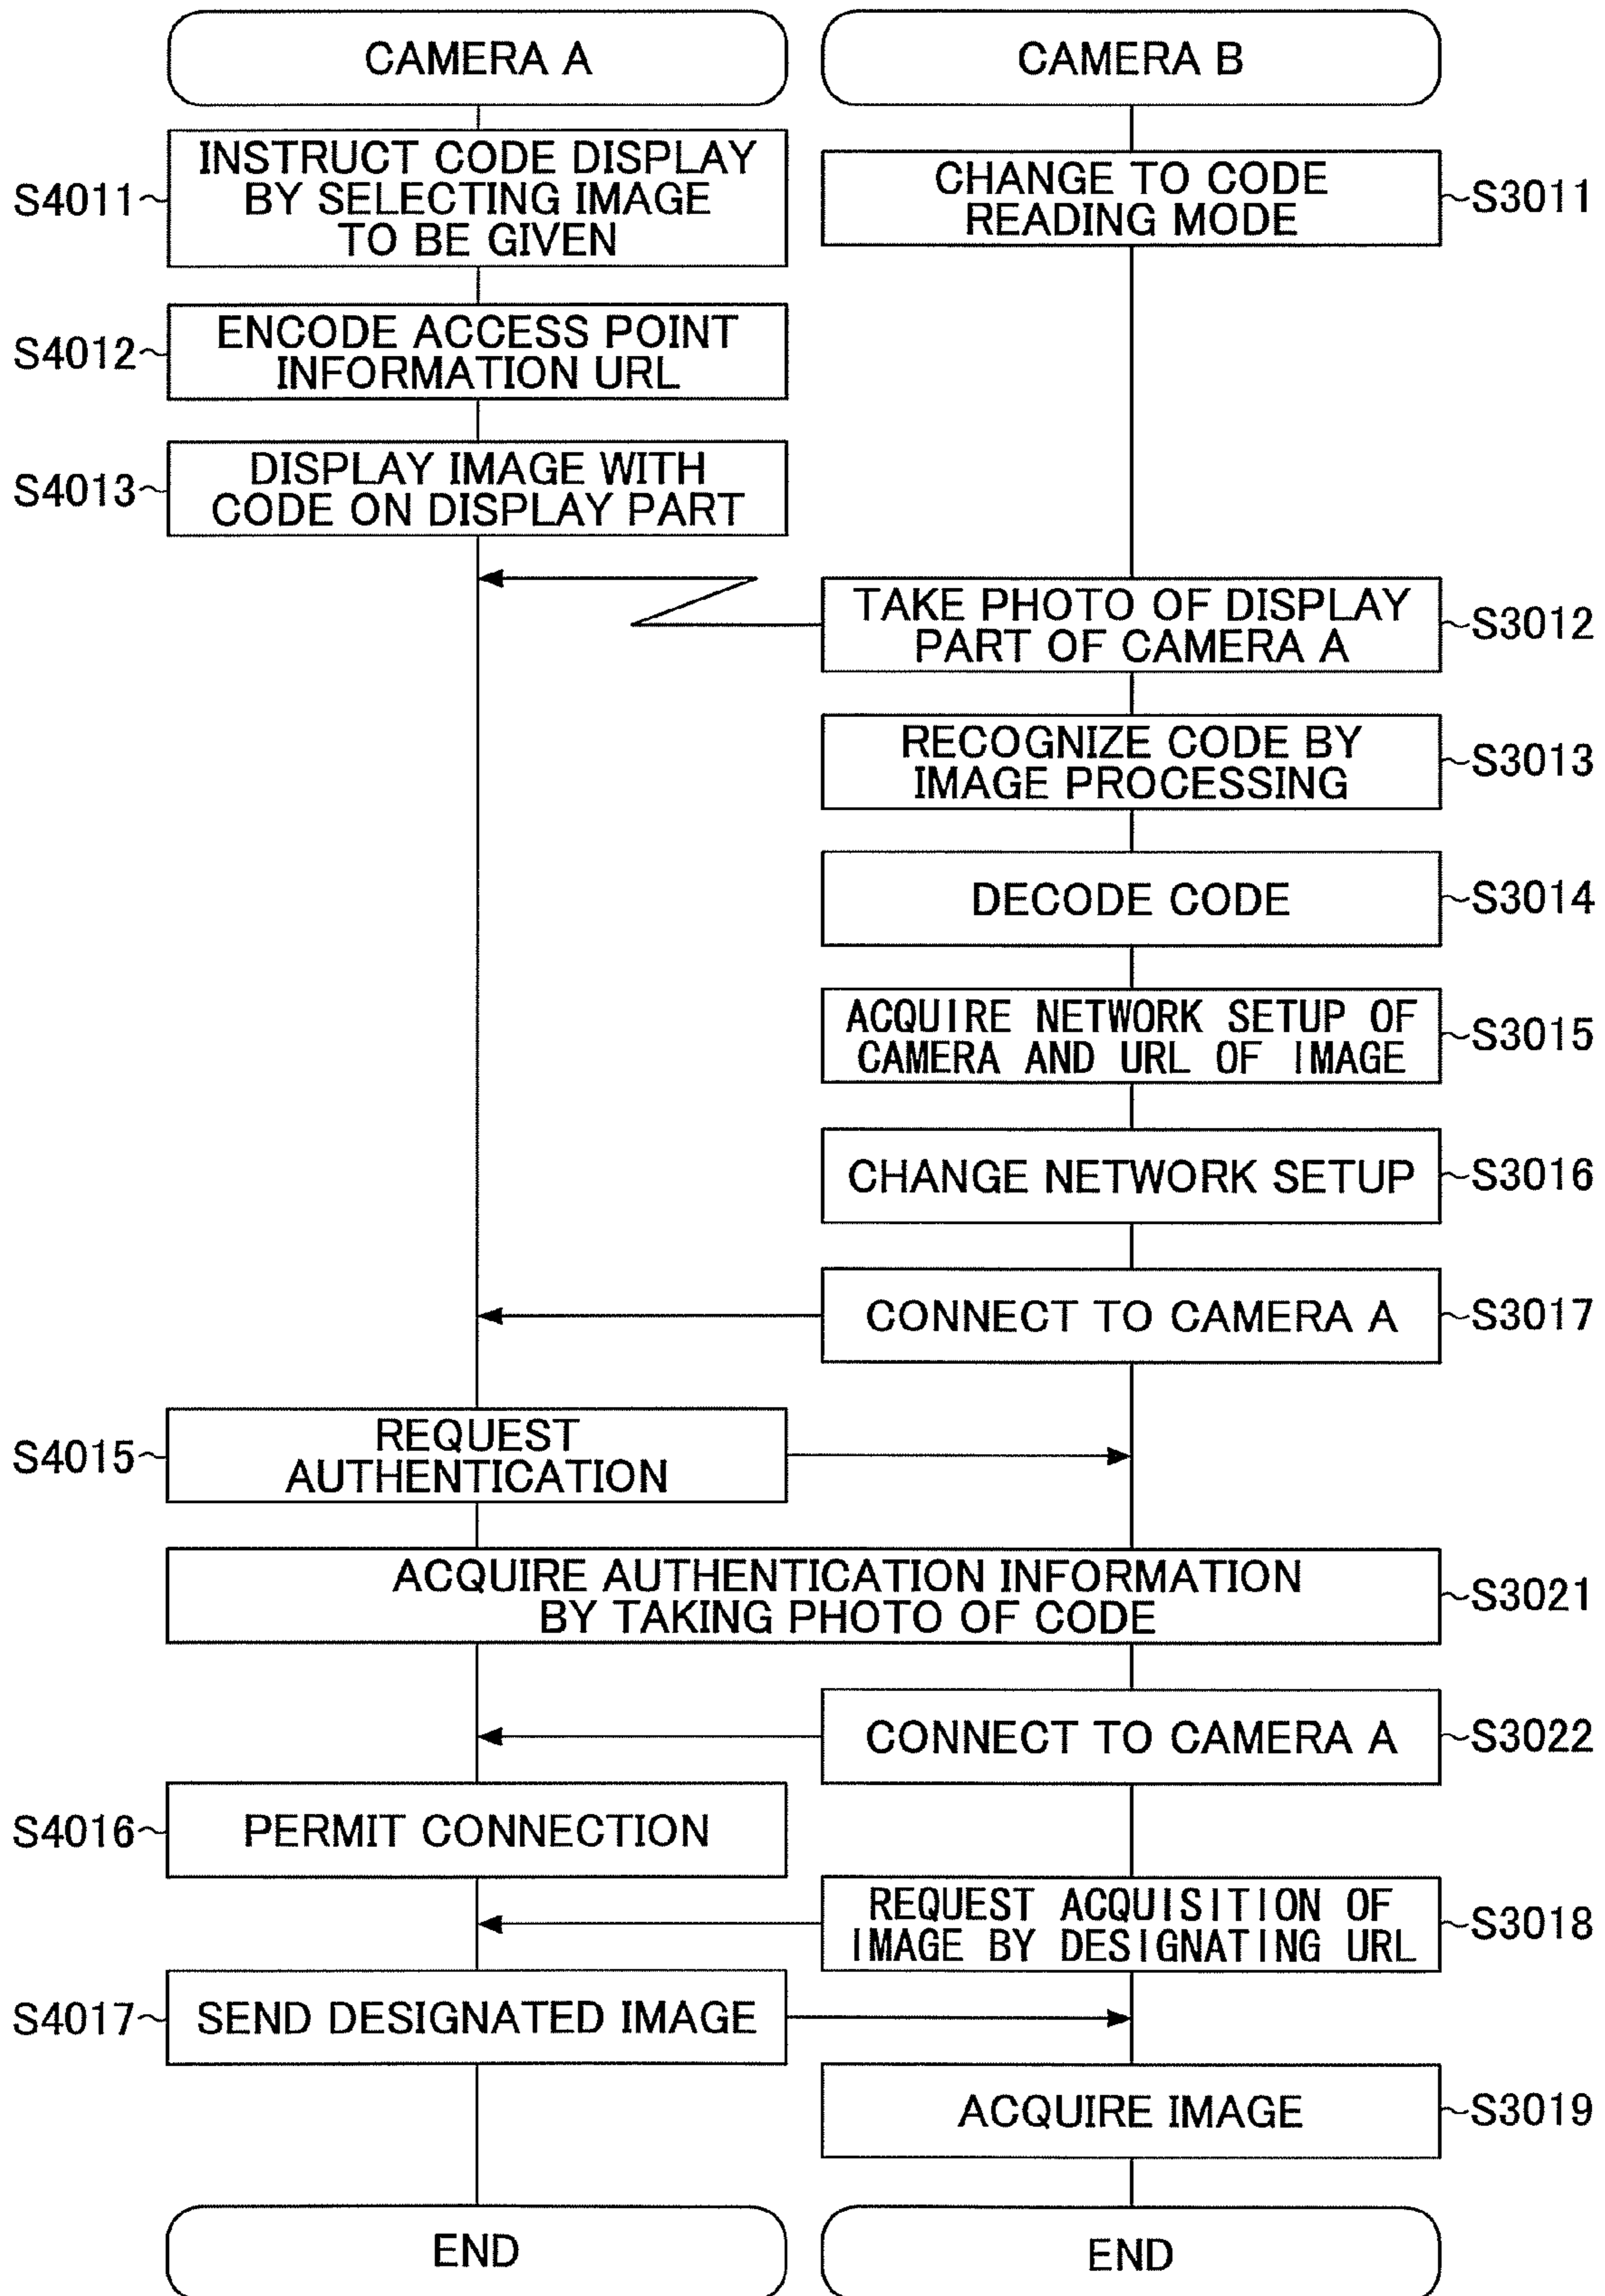 CAMERA A
CAMERA B
S4011
INSTRUCT CODE DISPLAY
BY SELECTING IMAGE
TO BE GIVEN
CHANGE TO CODE
READING MODE
S3011
S4012
ENCODE ACCESS POINT
INFORMATION URL
S4013
DISPLAY IMAGE WITH
CODE ON DISPLAY PART
TAKE PHOTO OF DISPLAY
PART OF CAMERA A
S3012
RECOGNIZE CODE BY
IMAGE PROCESSING
S3013
DECODE CODE
S3014
ACQUIRE NETWORK SETUP OF
CAMERA AND URL OF IMAGE
S3015
CHANGE NETWORK SETUP
S3016
CONNECT TO CAMERA A
S3017
S4015
REQUEST
AUTHENTICATION
ACQUIRE AUTHENTICATION INFORMATION
BY TAKING PHOTO OF CODE
S3021
CONNECT TO CAMERA A
S3022
S4016
PERMIT CONNECTION
REQUEST ACQUISITION OF
IMAGE BY DESIGNATING URL
S3018
S4017
SEND DESIGNATED IMAGE
ACQUIRE IMAGE
S3019
END
END